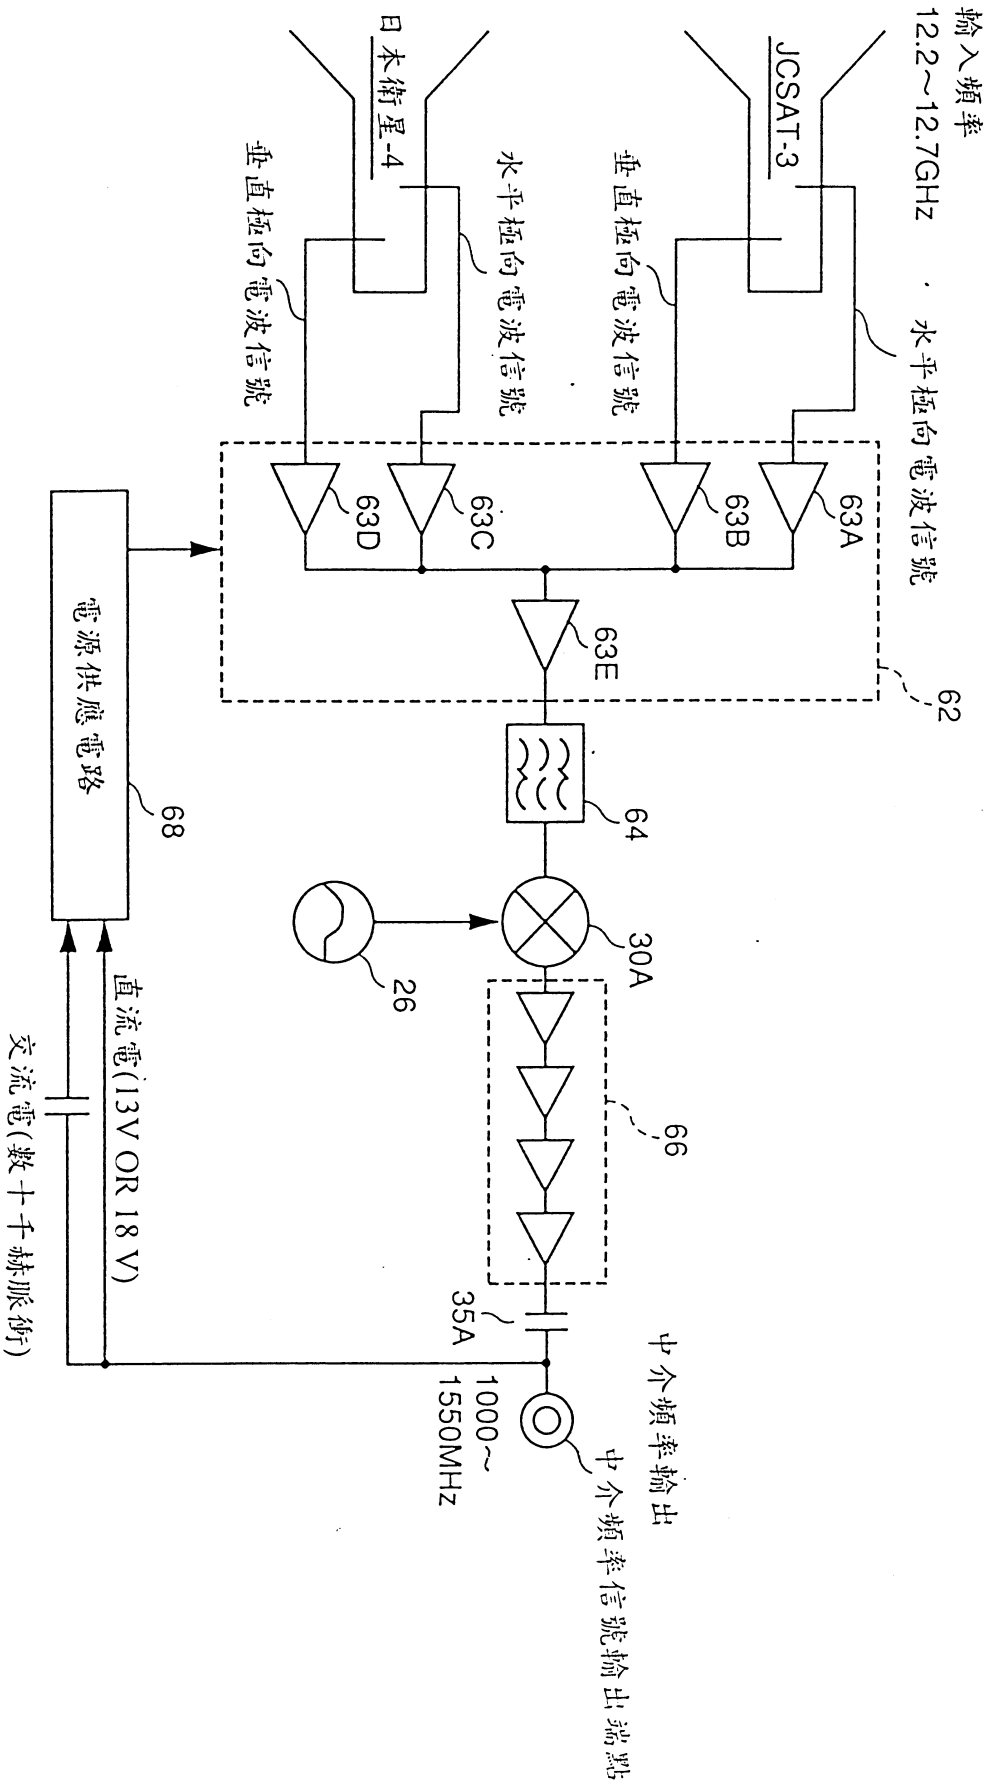 輸入頻率
12.2～12.7GHz
JCSAT-3
水平極向電波信號
垂直極向電波信號
日本衛星-4
水平極向電波信號
垂直極向電波信號
63A
63B
63C
63D
63E
62
64
30A
26
66
35A
1000～
1550MHz
中介頻率輸出
中介頻率信號輸出端點
電源供應電路
68
直流電(13V OR 18V)
交流電(數十千赫脈衝)